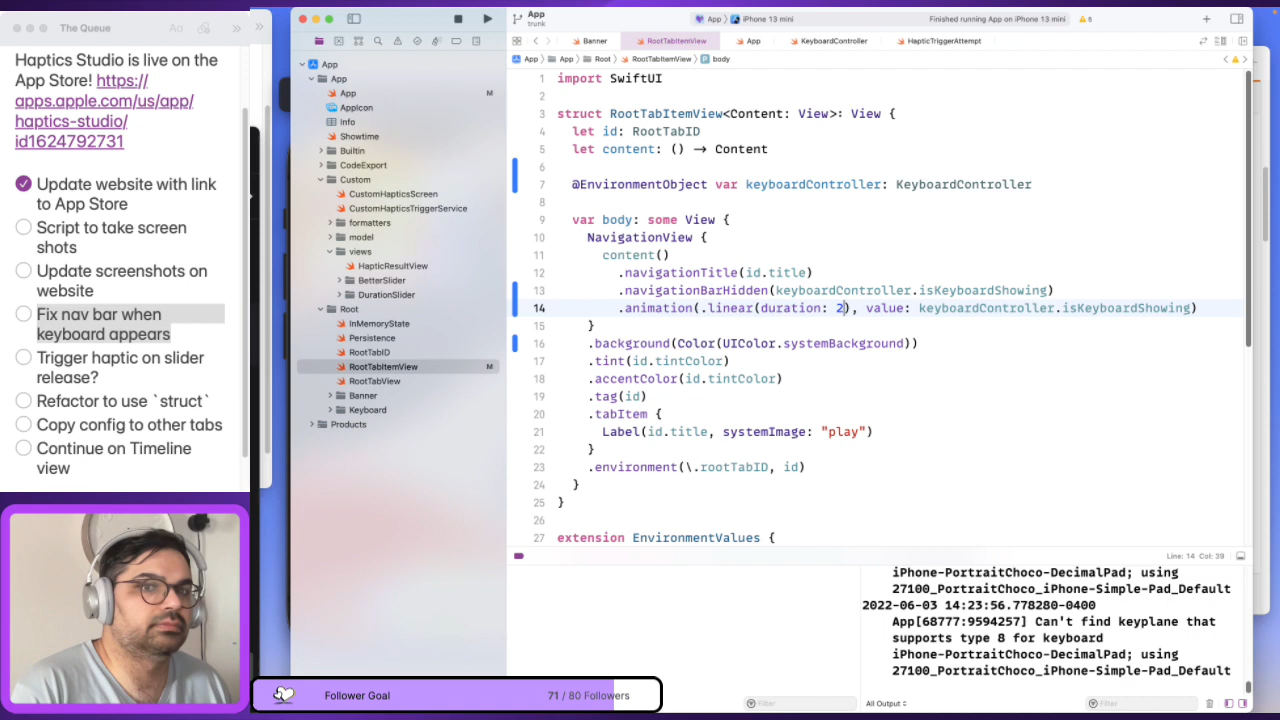 The Queue
Aa
Haptics Studio is live on the
App Store! https://
apps.apple.com/us/app/
haptics-studio/
id1624792731
Update website with link
to App Store
Script to take screen
shots
Update screenshots on
website
Fix nav bar when
keyboard appears
Trigger haptic on slider
release?
Refactor to use `struct`
Copy config to other tabs
Continue on Timeline
view
App
trunk
App
iPhone 13 mini
Finished running App on iPhone 13 mini
6
Banner
RootTabItemView
App
KeyboardController
HapticTriggerAttempt
App
App
Root
RootTabItemView
body
App
App
App
M
AppIcon
Info
Showtime
Builtin
CodeExport
Custom
CustomHapticsScreen
CustomHapticsTriggerService
formatters
model
views
HapticResultView
BetterSlider
DurationSlider
Root
InMemoryState
Persistence
RootTabID
RootTabItemView
M
RootTabView
Banner
Keyboard
Products
1 import SwiftUI
2
3 struct RootTabItemView<Content: View>: View {
4 let id: RootTabID
5 let content: () -> Content
6
7 @EnvironmentObject var keyboardController: KeyboardController
8
9 var body: some View {
10 NavigationView {
11 content()
12 .navigationTitle(id.title)
13 .navigationBarHidden(keyboardController.isKeyboardShowing)
14 .animation(.linear(duration: 2), value: keyboardController.isKeyboardShowing)
15 }
16 .background(Color(UIColor.systemBackground))
17 .tint(id.tintColor)
18 .accentColor(id.tintColor)
19 .tag(id)
20 .tabItem {
21 Label(id.title, systemImage: "play")
22 }
23 .environment(\.rootTabID, id)
24 }
25 }
26
27 extension EnvironmentValues {
Line: 14 Col: 39
iPhone-PortraitChoco-DecimalPad; using
27100_PortraitChoco_iPhone-Simple-Pad_Default
2022-06-03 14:23:56.778280-0400
App[68777:9594257] Can't find keyplane that
supports type 8 for keyboard
iPhone-PortraitChoco-DecimalPad; using
27100_PortraitChoco_iPhone-Simple-Pad_Default
Filter
All Output
Filter
Follower Goal
71 / 80 Followers